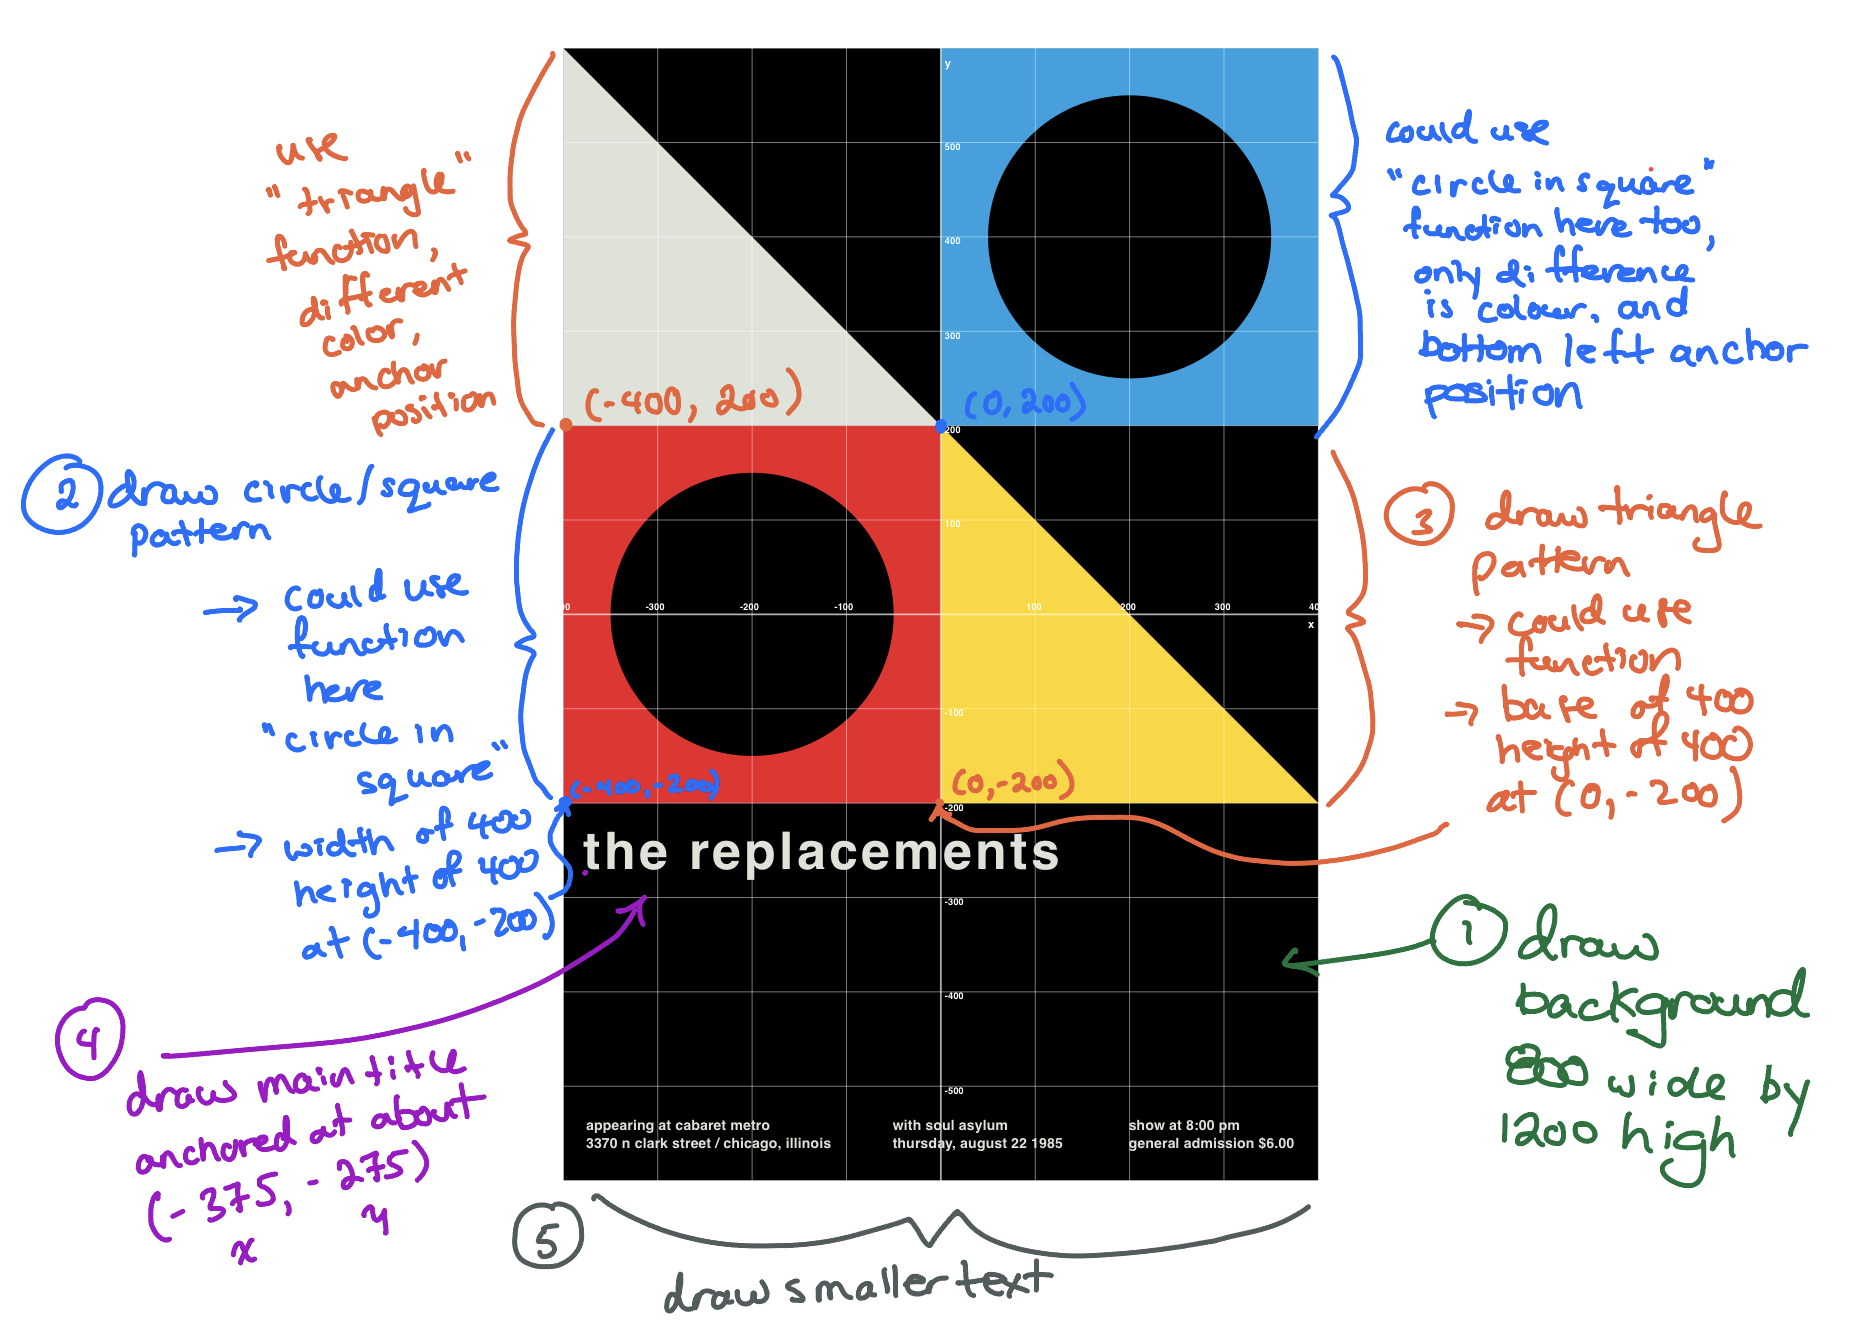 use
"triangle"
function,
different
color,
anchor
position
(-400, 200)
2 draw circle/square
pattern
→ could use
function
here
"circle in
square"
→ width of 400
height of 400
at (-400,-200)
(-400,-200)
4
draw main title
anchored at about
(-375, -275)
x y
y
500
400
300
200
100
-100
-200
-300
-400
-500
-300
-200
-100
100
200
300
40
x
(0,200)
(0,-200)
the replacements
appearing at cabaret metro
3370 n clark street / chicago, illinois
with soul asylum
thursday, august 22 1985
show at 8:00 pm
general admission $6.00
5
draw smaller text
could use
"circle in square"
function here too,
only difference
is colour, and
bottom left anchor
position
3 draw triangle
pattern
→ could use
function
→ base of 400
height of 400
at (0,-200)
1 draw
background
800 wide by
1200 high